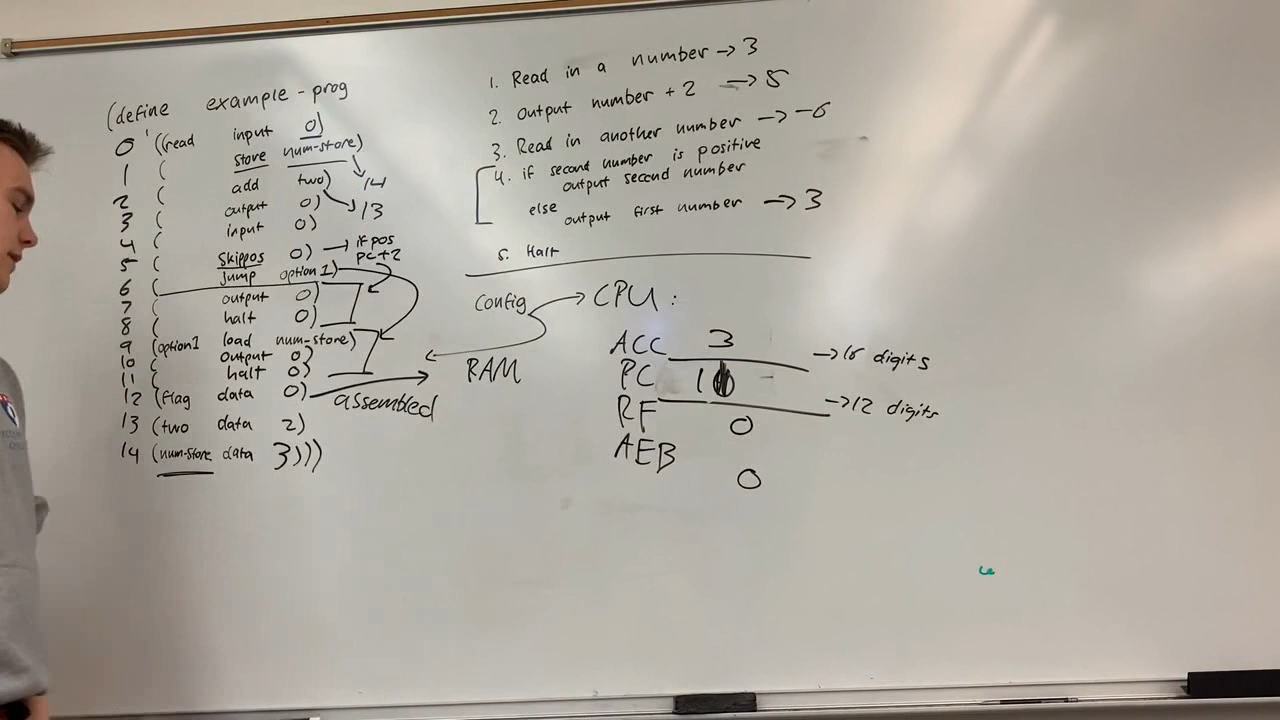 (define example-prog
0 '((read input 0)
1 ( store num-store)
2 ( add two)
3 ( output 0)
4 ( input 0)
5 ( skippos 0) → if pos pc+2
6 ( jump option1)
7 ( output 0)
8 ( halt 0)
9 (option1 load num-store)
10 ( output 0)
11 ( halt 0)
12 (flag data 0)
13 (two data 2)
14 (num-store data 3)))
14
13
assembled
1. Read in a number → 3
2. Output number + 2 → 5
3. Read in another number → -6
4. if second number is positive
output second number
else
output first number → 3
5. Halt
Config
CPU:
RAM
ACC 3 → 16 digits
PC 10
RF 0 → 12 digits
AEB 0